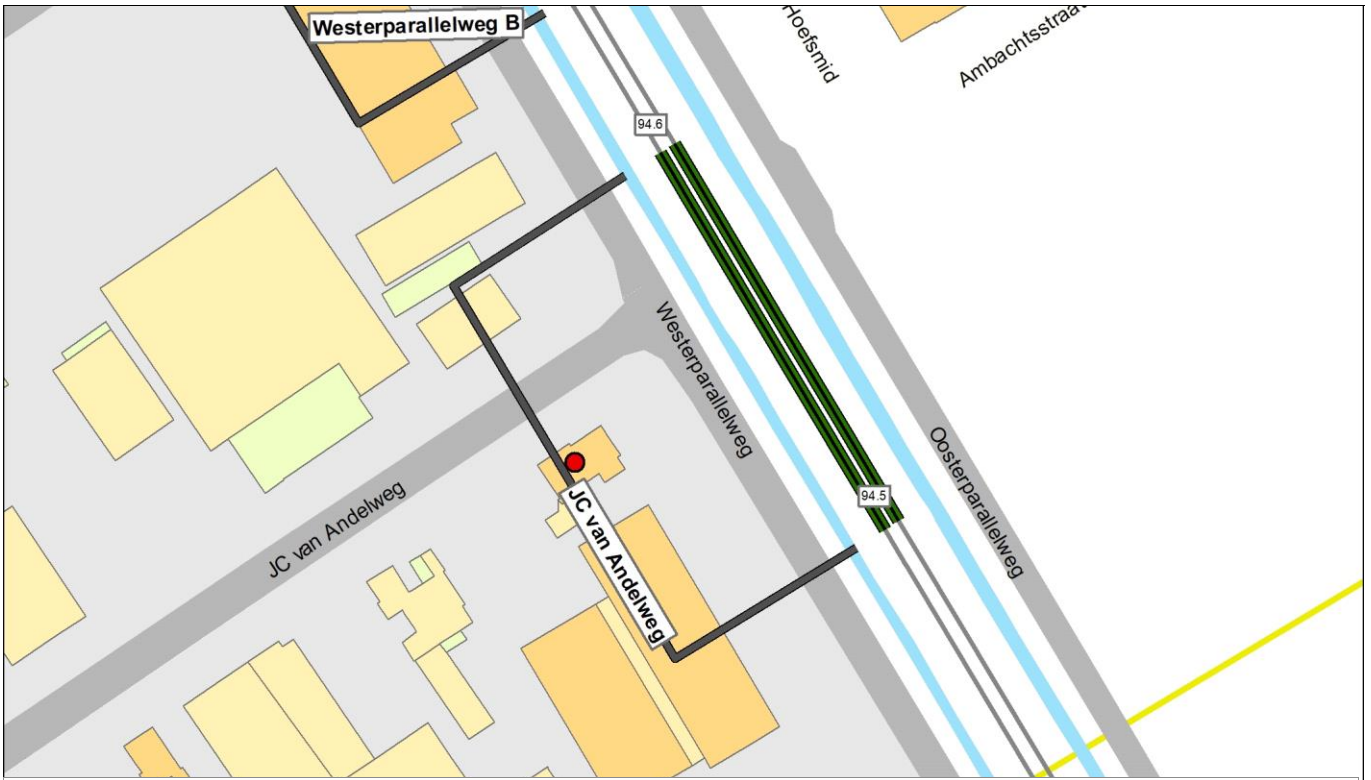 Westerparallelweg B
Hoefsmid
Ambachtsstraat
94.6
Westerparallelweg
94.5
Oosterparallelweg
JC van Andelweg
JC van Andelweg